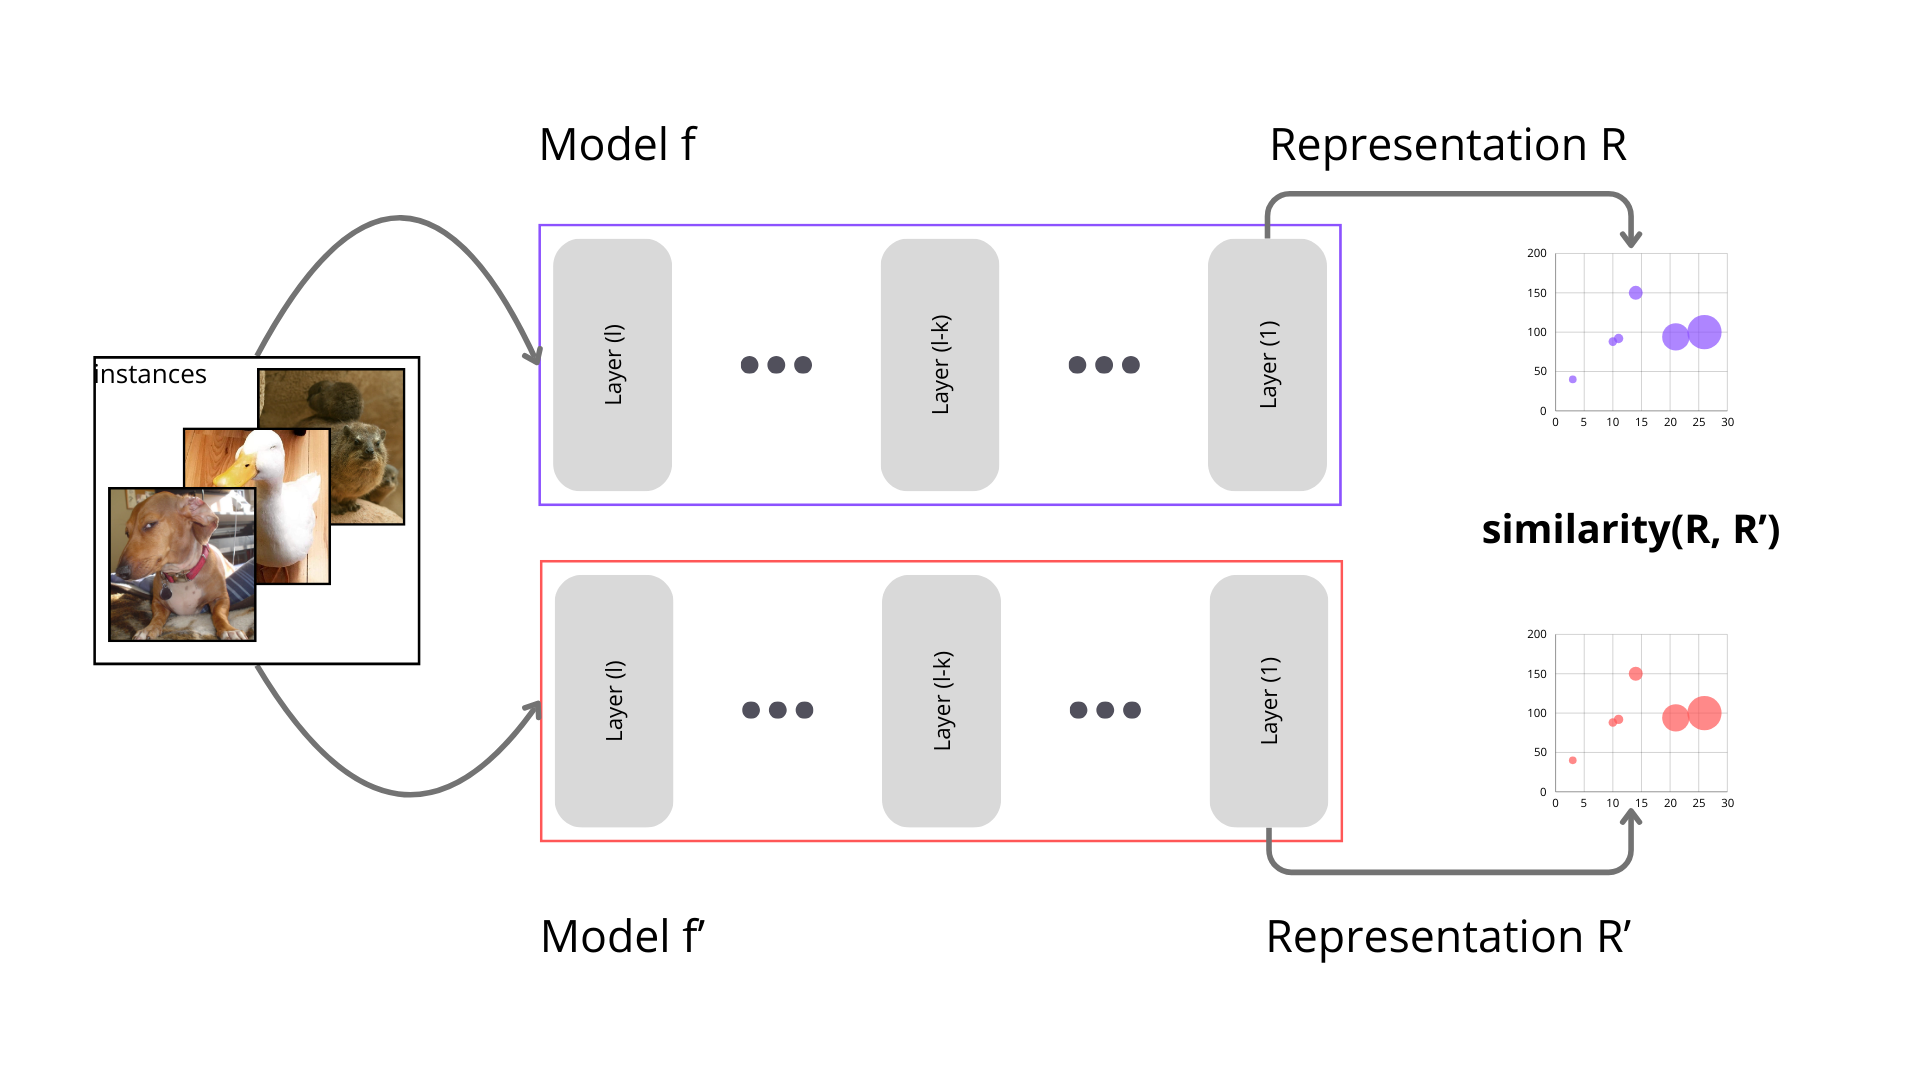 Model f
Representation R
instances
Layer (l)
Layer (l-k)
Layer (1)
200
150
100
50
0
0 5 10 15 20 25 30
similarity(R, R’)
Layer (l)
Layer (l-k)
Layer (1)
200
150
100
50
0
0 5 10 15 20 25 30
Model f’
Representation R’